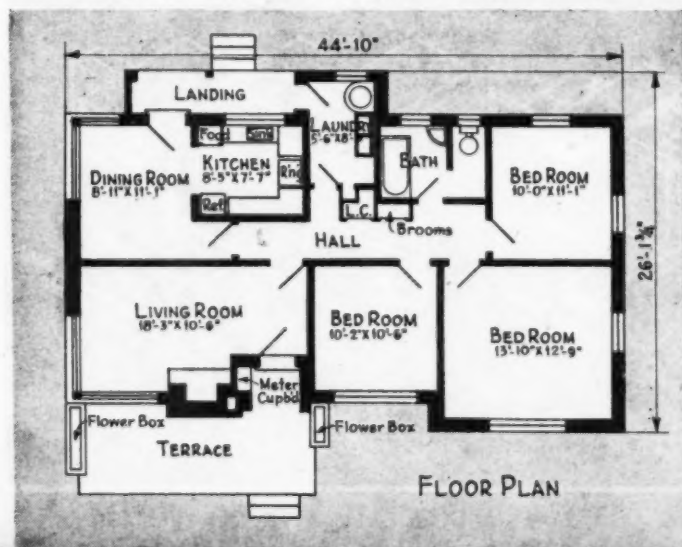 44'-10"
LANDING
Food
Sink
LAUNDRY
5'-6"X8'-
DINING ROOM
8'-11"X11'-1"
KITCHEN
8'-5"X7'-7"
R'ng
BATH
BED ROOM
10'-0"X11'-1"
Ref
L.C.
Brooms
HALL
26'-1¾"
LIVING ROOM
18'-3"X10'-6"
BED ROOM
10'-2"X10'-6"
BED ROOM
13'-10"X12'-9"
Meter
Cupb'd
Flower Box
Flower Box
TERRACE
FLOOR PLAN